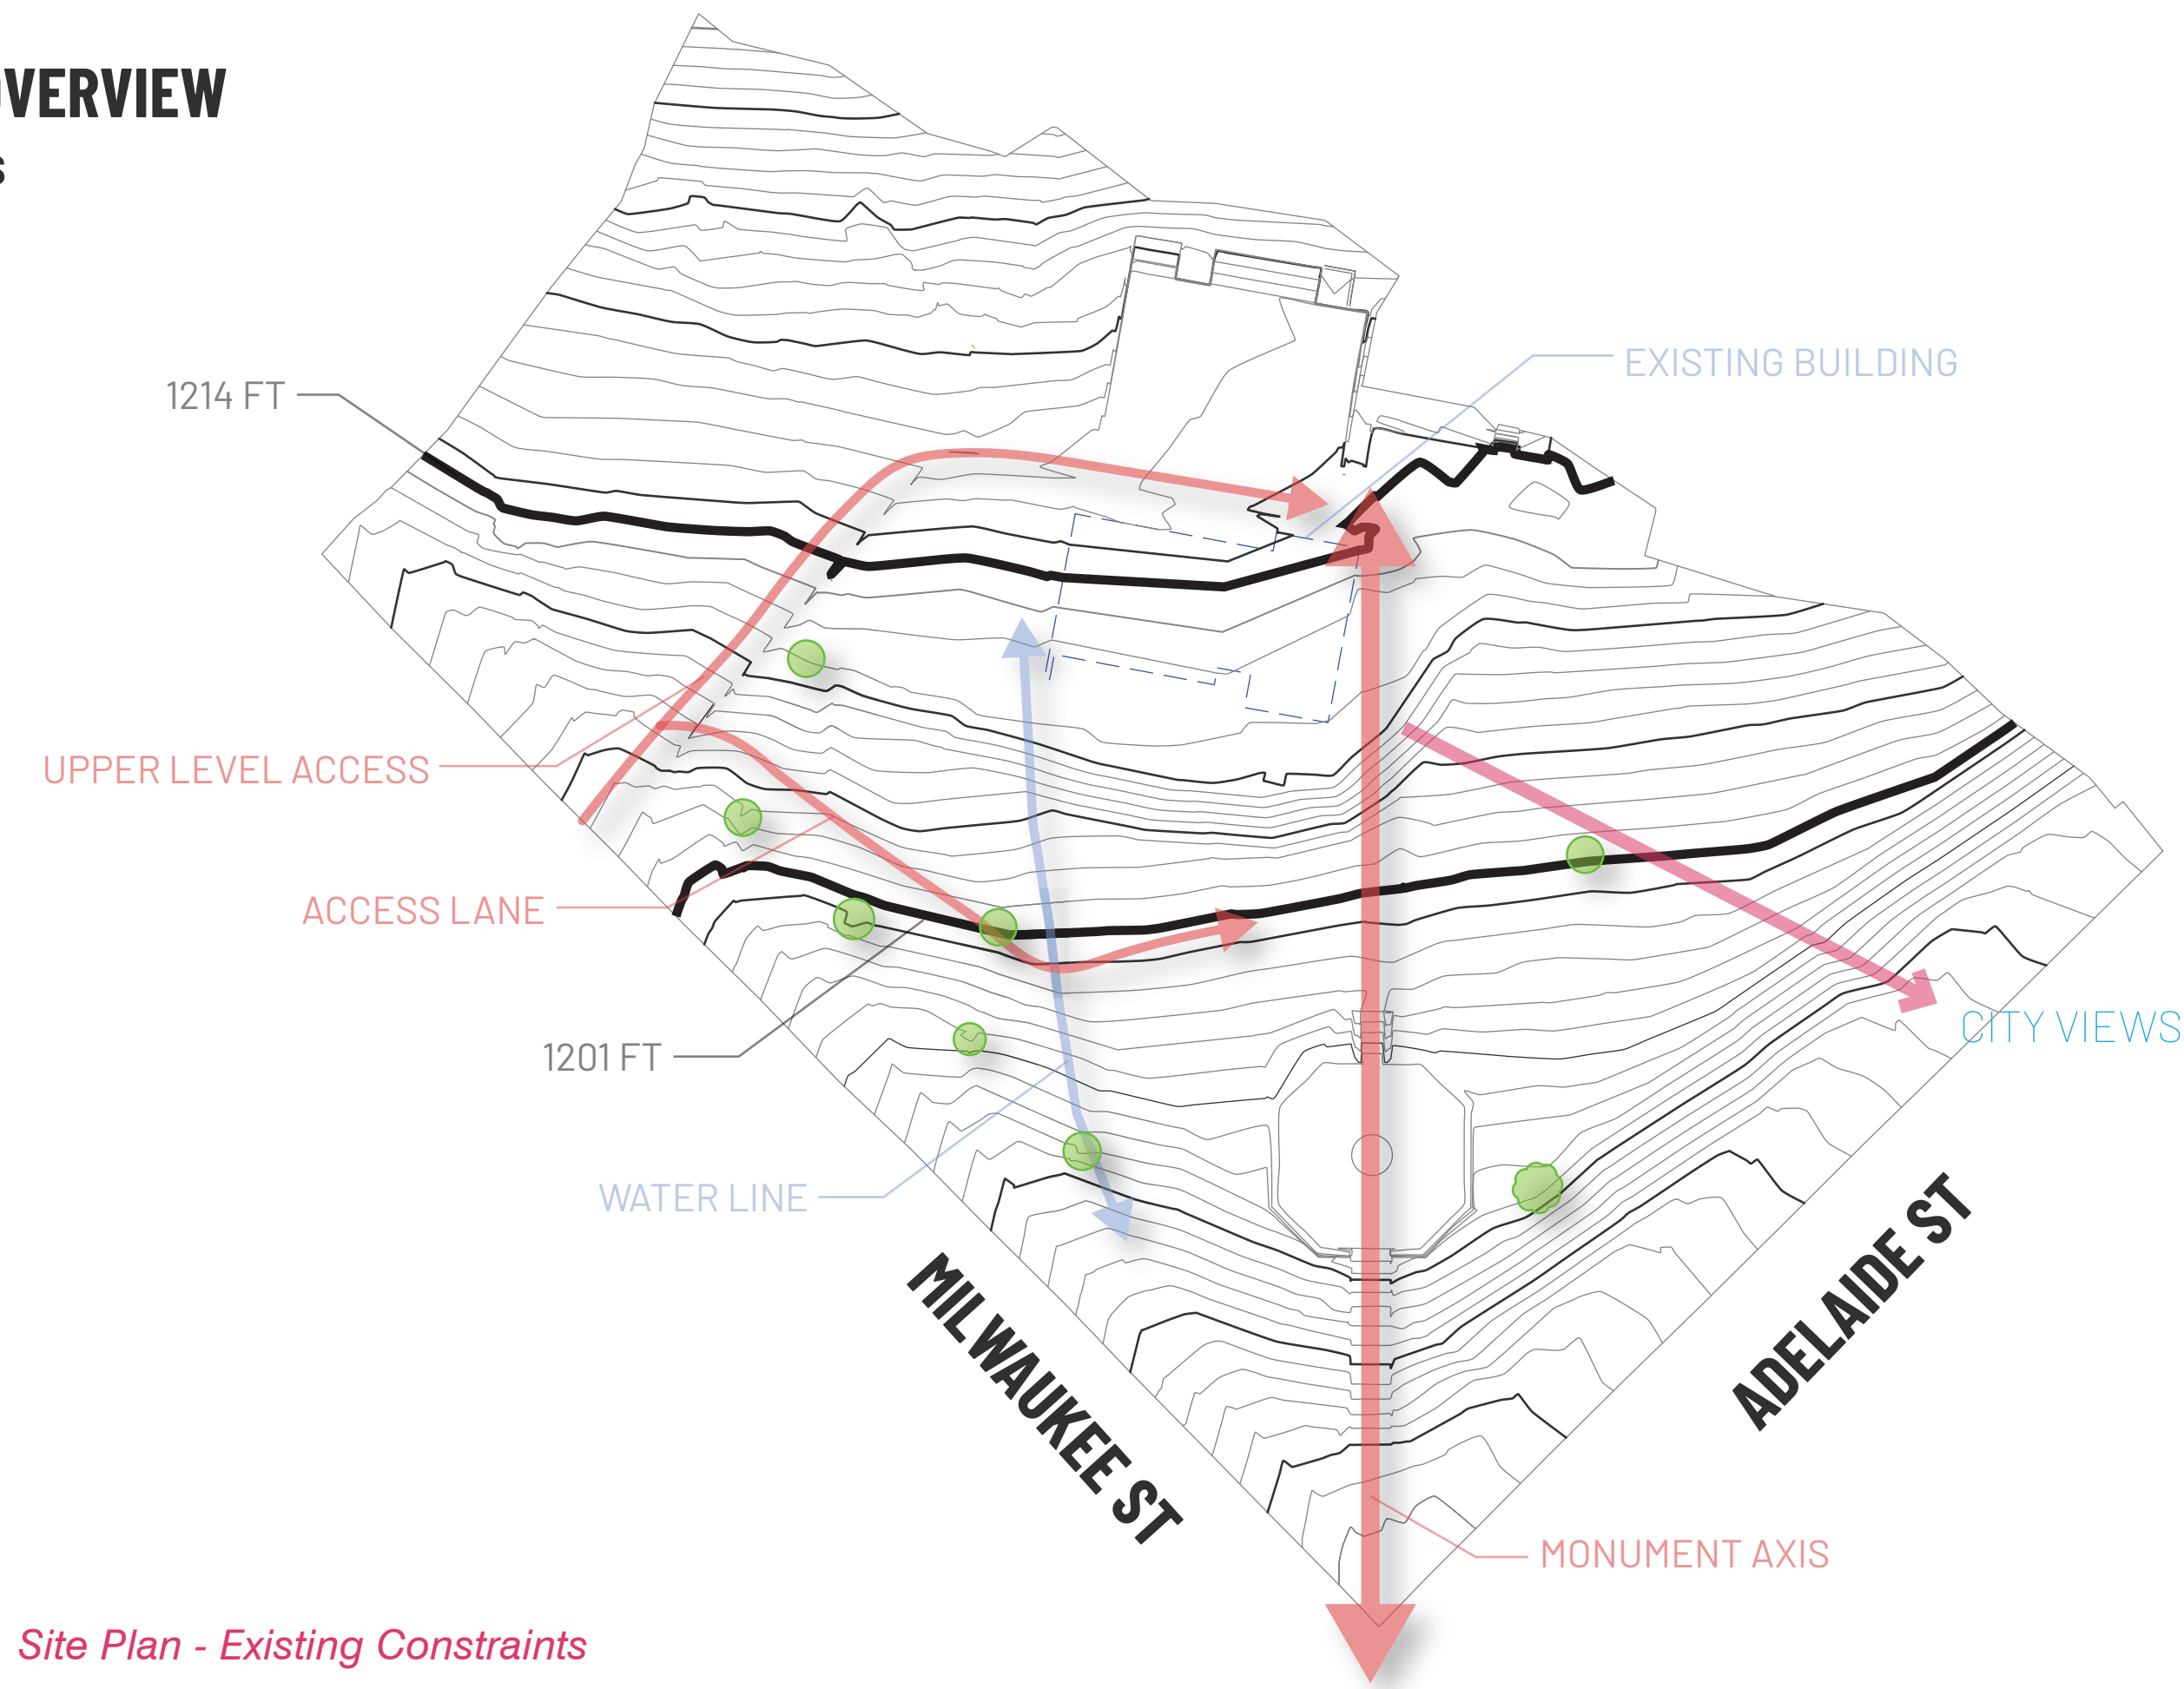 VERVIEW
S
1214 FT
EXISTING BUILDING
UPPER LEVEL ACCESS
ACCESS LANE
1201 FT
CITY VIEWS
WATER LINE
MILWAUKEE ST
ADELAIDE ST
MONUMENT AXIS
Site Plan - Existing Constraints